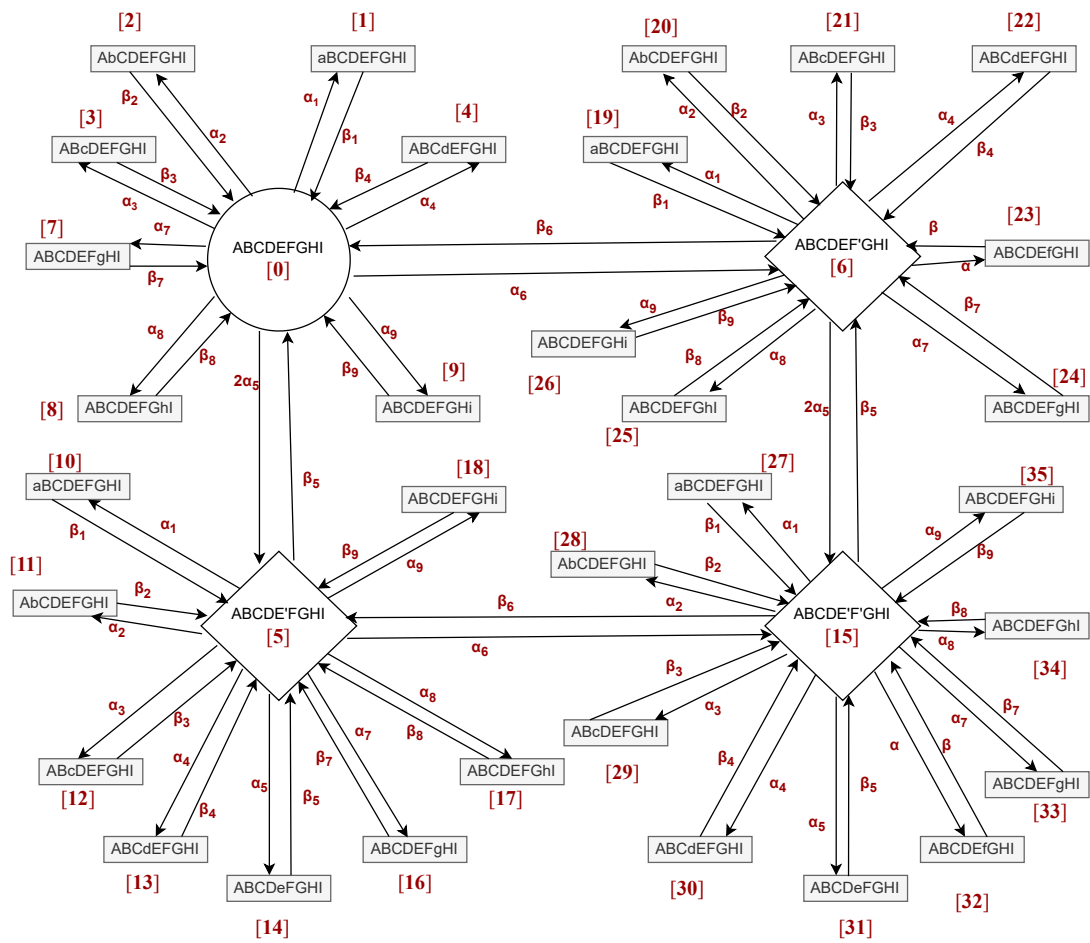 [2]
[1]
AbCDEFGHI
aBCDEFGHI
β2
α1
[3]
α2
β1
[4]
ABcDEFGHI
ABCdEFGHI
β3
β4
α3
α4
[7]
α7
ABCDEFgHI
β7
ABCDEFGHI
[0]
α8
β8
α9
β9
[9]
[8]
ABCDEFGhI
ABCDEFGHi
2α5
β5
β6
α6
[20]
[21]
[22]
AbCDEFGHI
ABcDEFGHI
ABCdEFGHI
[19]
α2
β2
α3
β3
α4
β4
aBCDEFGHI
α1
β1
[23]
β
ABCDEfGHI
α
ABCDEF'GHI
[6]
α9
β9
ABCDEFGHi
[26]
β8
α8
β7
α7
[24]
ABCDEFGhI
ABCDEFgHI
[25]
2α5
β5
[10]
aBCDEFGHI
[18]
ABCDEFGHi
α1
β1
β9
α9
[11]
AbCDEFGHI
β2
α2
ABCDE'FGHI
[5]
β6
α6
α3
β3
α4
β4
α5
β5
α7
β7
α8
β8
ABcDEFGHI
[12]
ABCDEFGhI
[17]
ABCdEFGHI
[13]
ABCDEFgHI
[16]
ABCDeFGHI
[14]
[27]
aBCDEFGHI
[35]
ABCDEFGHi
β1
α1
α9
β9
[28]
AbCDEFGHI
β2
α2
ABCDE'F'GHI
[15]
β8
ABCDEFGhI
α8
[34]
β3
α3
ABcDEFGHI
[29]
β4
α4
α5
β5
α
β
α7
β7
ABCDEFgHI
[33]
ABCdEFGHI
[30]
ABCDEfGHI
[32]
ABCDeFGHI
[31]